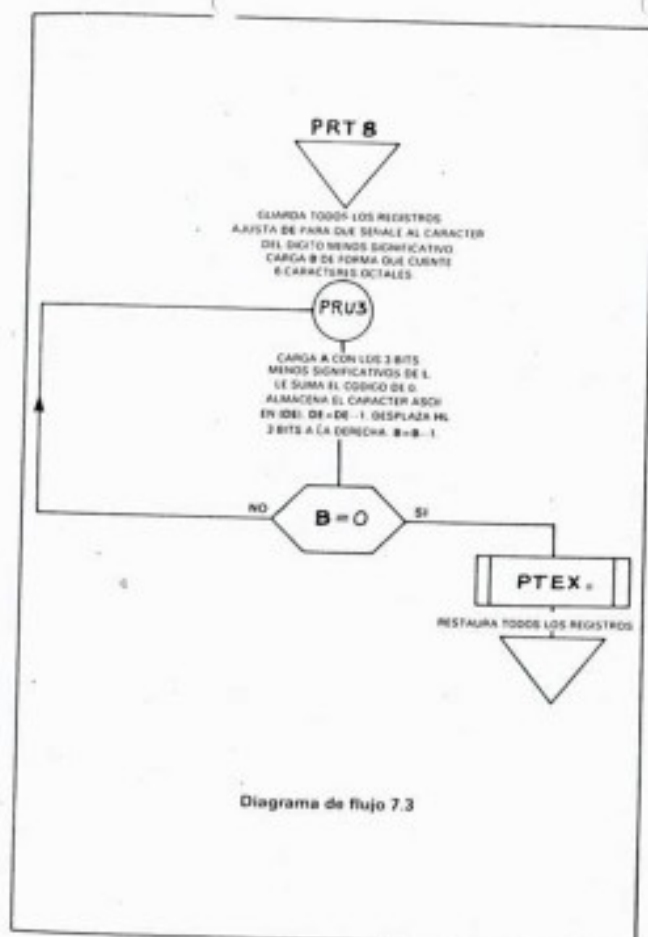 PRT 8
GUARDA TODOS LOS REGISTROS
AJUSTA DE PARA QUE SEÑALE AL CARACTER
DEL DIGITO MENOS SIGNIFICATIVO
CARGA B DE FORMA QUE CUENTE
6 CARACTERES OCTALES
PRU3
CARGA A CON LOS 3 BITS
MENOS SIGNIFICATIVOS DE L.
LE SUMA EL CODIGO DE 0.
ALMACENA EL CARACTER ASCII
EN (DE). DE=DE-1. DESPLAZA HL
3 BITS A LA DERECHA. B=B-1.
NO
B=0
SI
PTEX.
RESTAURA TODOS LOS REGISTROS
Diagrama de flujo 7.3